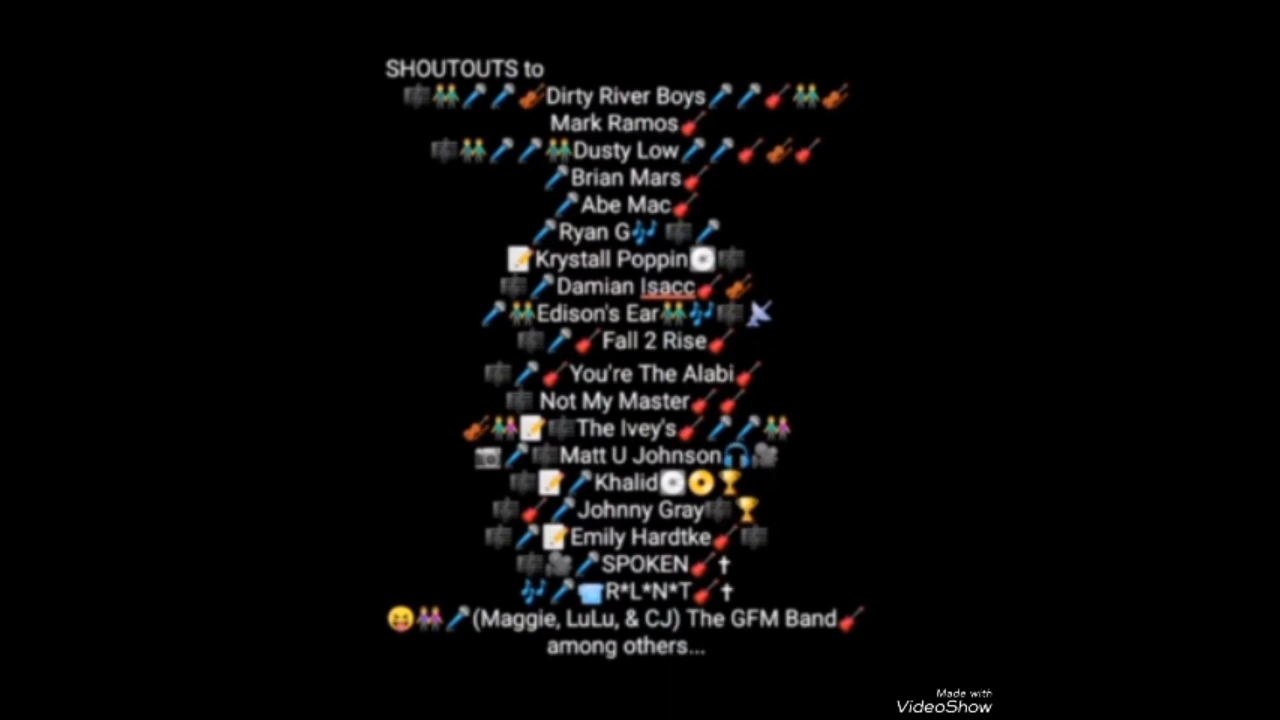 SHOUTOUTS to
🎼👬🎤🎤🎻Dirty River Boys🎤🎤🎸👬🎻
Mark Ramos🎸
🎼👬🎤🎤👬Dusty Low🎤🎤🎸🎻🎸
🎤Brian Mars🎸
🎤Abe Mac🎸
🎤Ryan G🎶 🎼🎤
📝Krystall Poppin💽🎼
🎼🎤Damian Isacc🎸🎻
🎤👬Edison's Ear👬🎶🎼📡
🎼🎤🎸Fall 2 Rise🎸
🎼🎤🎸You're The Alabi🎸
🎼 Not My Master🎸🎸
🎻👫📝🎼The Ivey's🎸🎤🎤👫
📷🎤🎼Matt U Johnson🎧🎥
🎼📝🎤Khalid💽📀🏆
🎼🎸🎤Johnny Gray🎼🏆
🎼🎤📝Emily Hardtke🎸🎼
🎼🎥🎤SPOKEN🎸✝
🎶🎤👕R*L*N*T🎸✝
😝👭🎤(Maggie, LuLu, & CJ) The GFM Band🎸
among others...
Made with
VideoShow